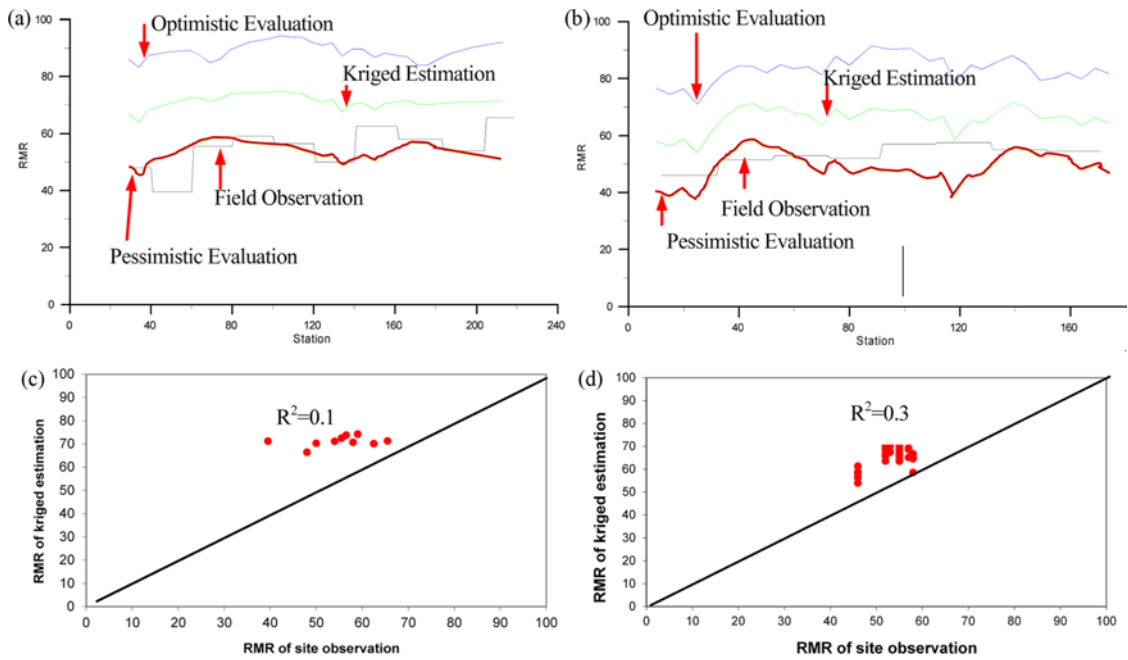 (a)
100
80
60
40
20
0
RMR
Optimistic Evaluation
Kriged Estimation
Field Observation
Pessimistic Evaluation
0 40 80 120 160 200 240
Station
(b)
100
80
60
40
20
0
RMR
Optimistic Evaluation
Kriged Estimation
Field Observation
Pessimistic Evaluation
0 40 80 120 160
Station
(c)
100
90
80
70
60
50
40
30
20
10
0
RMR of kriged estimation
R²=0.1
0 10 20 30 40 50 60 70 80 90 100
RMR of site observation
(d)
100
90
80
70
60
50
40
30
20
10
0
RMR of kriged estimation
R²=0.3
0 10 20 30 40 50 60 70 80 90 100
RMR of site observation